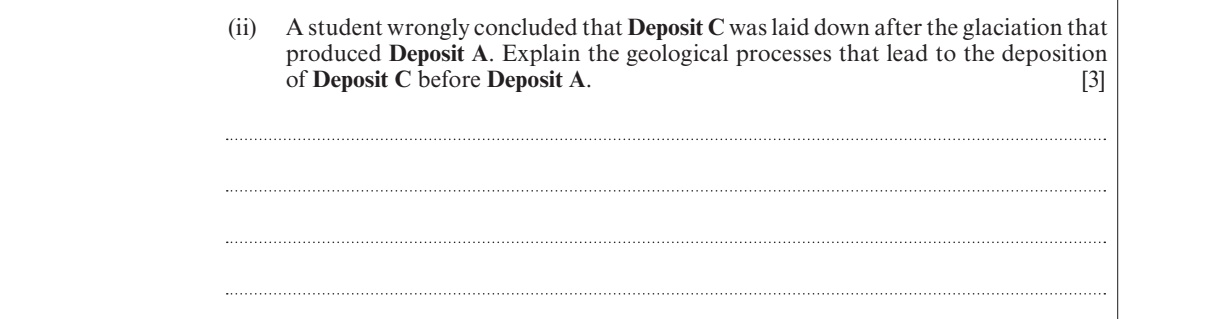 (ii) A student wrongly concluded that Deposit C was laid down after the glaciation that
produced Deposit A. Explain the geological processes that lead to the deposition
of Deposit C before Deposit A. [3]